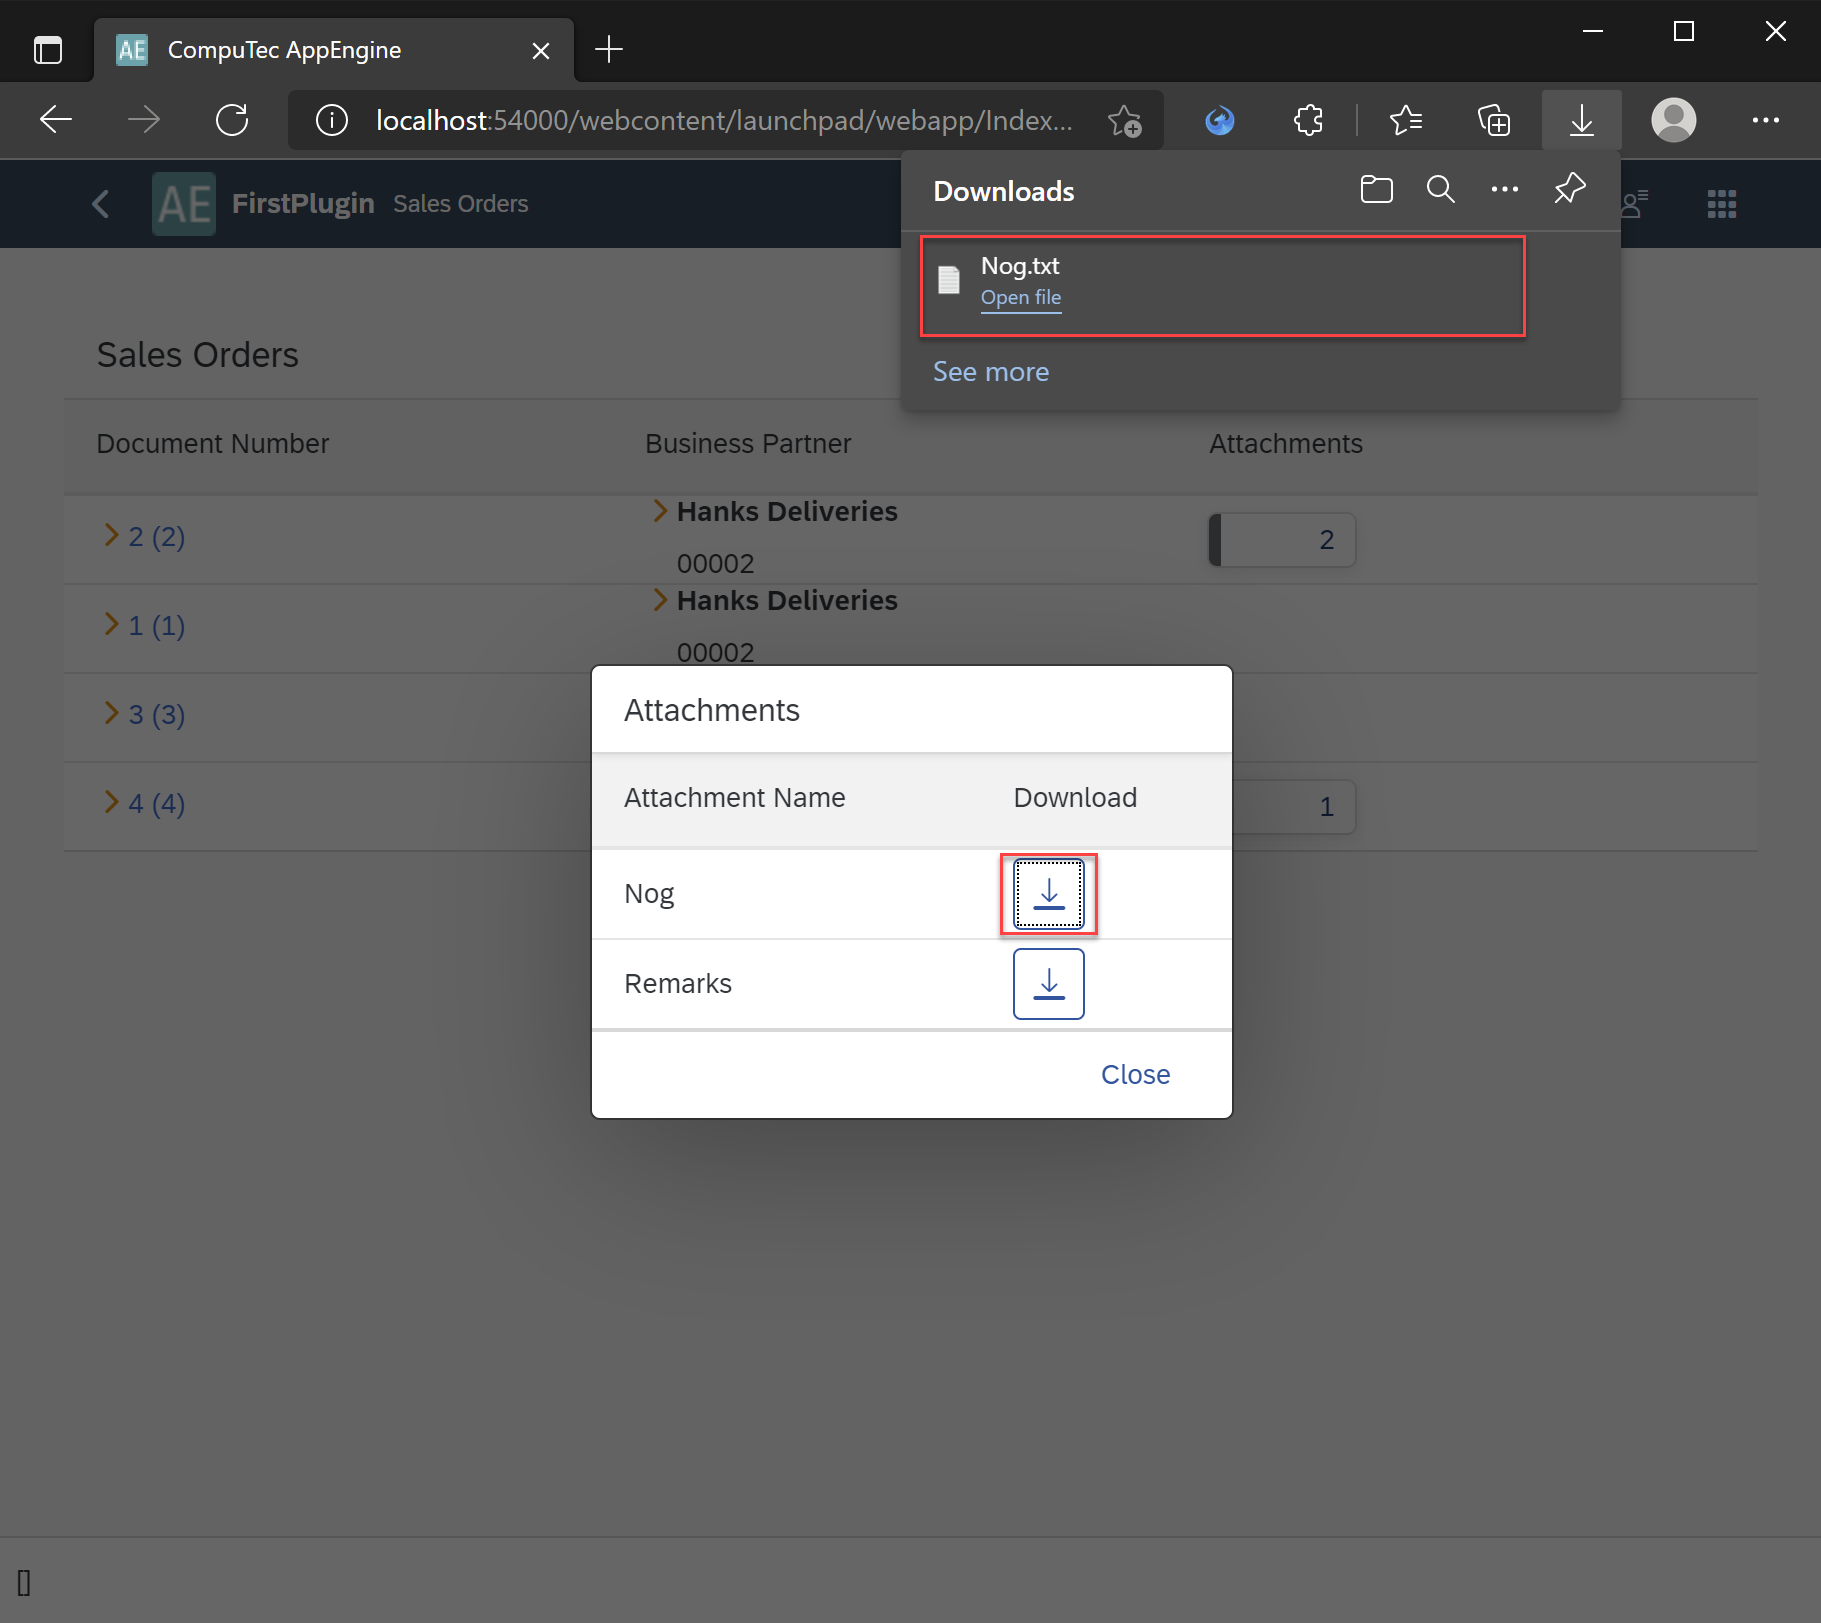 AE CompuTec AppEngine
localhost:54000/webcontent/launchpad/webapp/Index...
AE FirstPlugin Sales Orders
Downloads
Nog.txt
Open file
See more
Sales Orders
Document Number Business Partner Attachments
2 (2) Hanks Deliveries 2
00002
1 (1) Hanks Deliveries
00002
3 (3)
4 (4) 1
Attachments
Attachment Name Download
Nog
Remarks
Close
[]